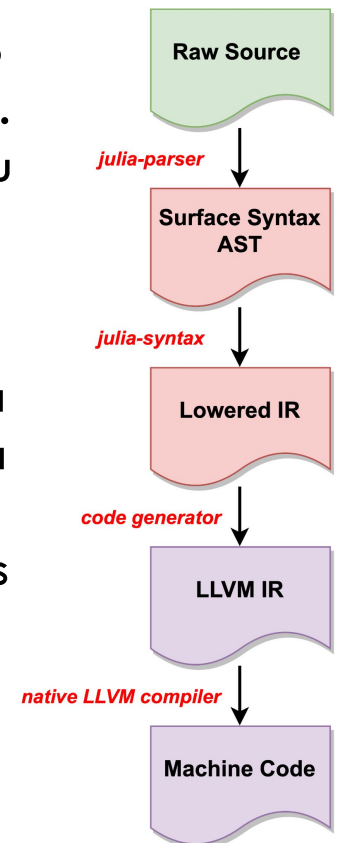 Raw Source
julia-parser
Surface Syntax
AST
julia-syntax
Lowered IR
code generator
LLVM IR
native LLVM compiler
Machine Code